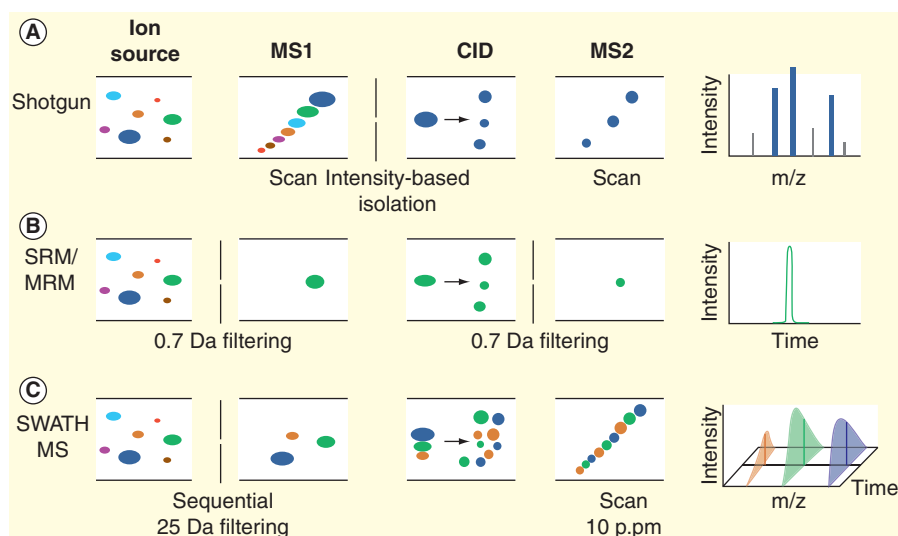 A
Ion
source
MS1
CID
MS2
Shotgun
Intensity
m/z
Scan Intensity-based
isolation
Scan
B
SRM/
MRM
Intensity
Time
0.7 Da filtering
0.7 Da filtering
C
SWATH
MS
Intensity
Time
m/z
Sequential
25 Da filtering
Scan
10 p.pm